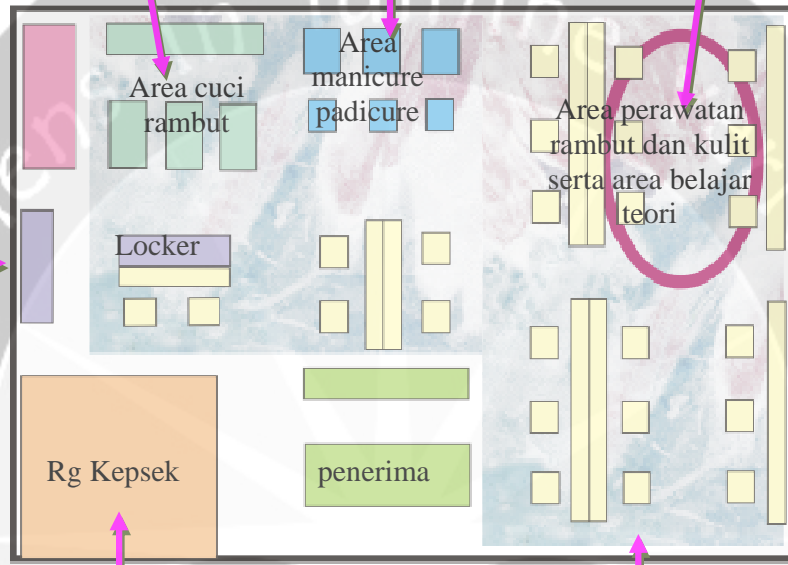 Area cuci
rambut
Area
manicure
padicure
Area perawatan
rambut dan kulit
serta area belajar
teori
Locker
Rg Kepsek
penerima